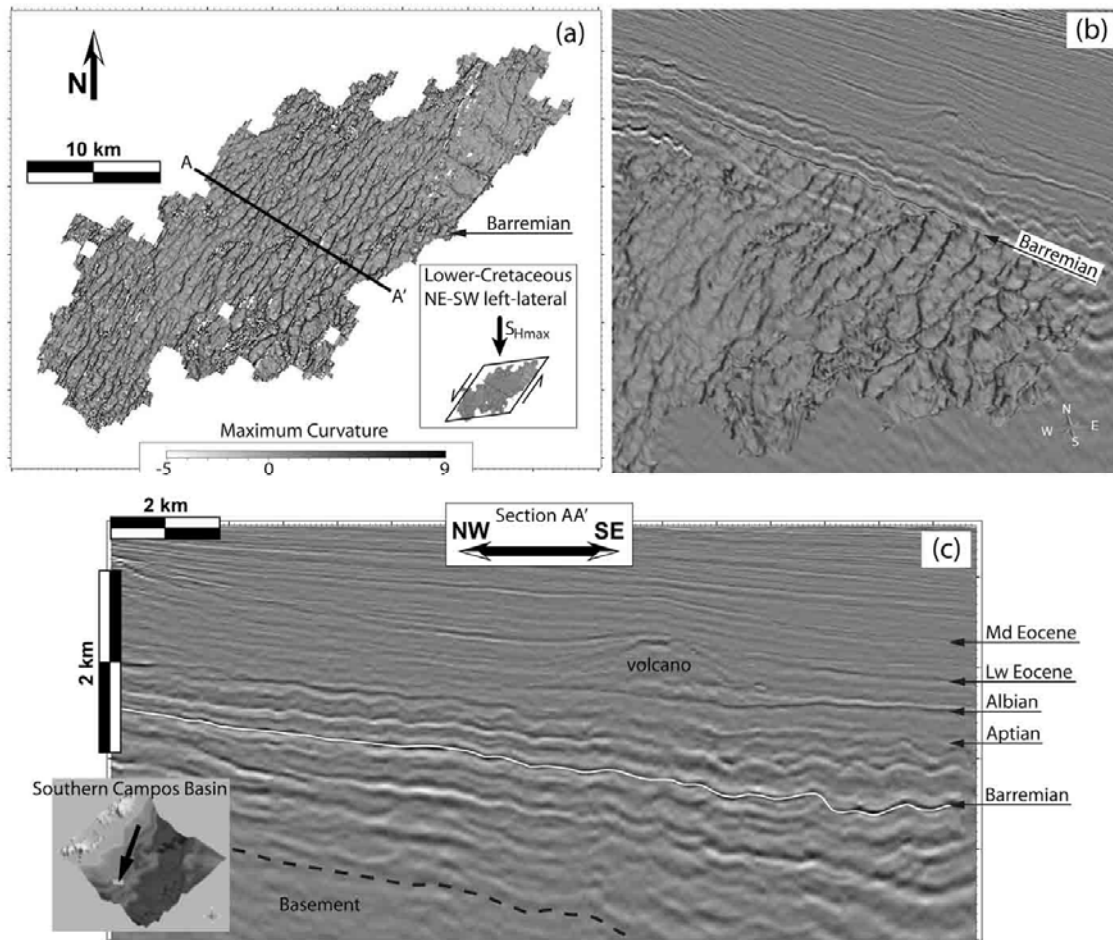 (a)
N
10 km
A
A'
Barremian
Lower-Cretaceous
NE-SW left-lateral
SHmax
Maximum Curvature
-5
0
9
(b)
Barremian
N
W
E
S
2 km
Section AA'
NW
SE
(c)
2 km
volcano
Md Eocene
Lw Eocene
Albian
Aptian
Barremian
Southern Campos Basin
Basement